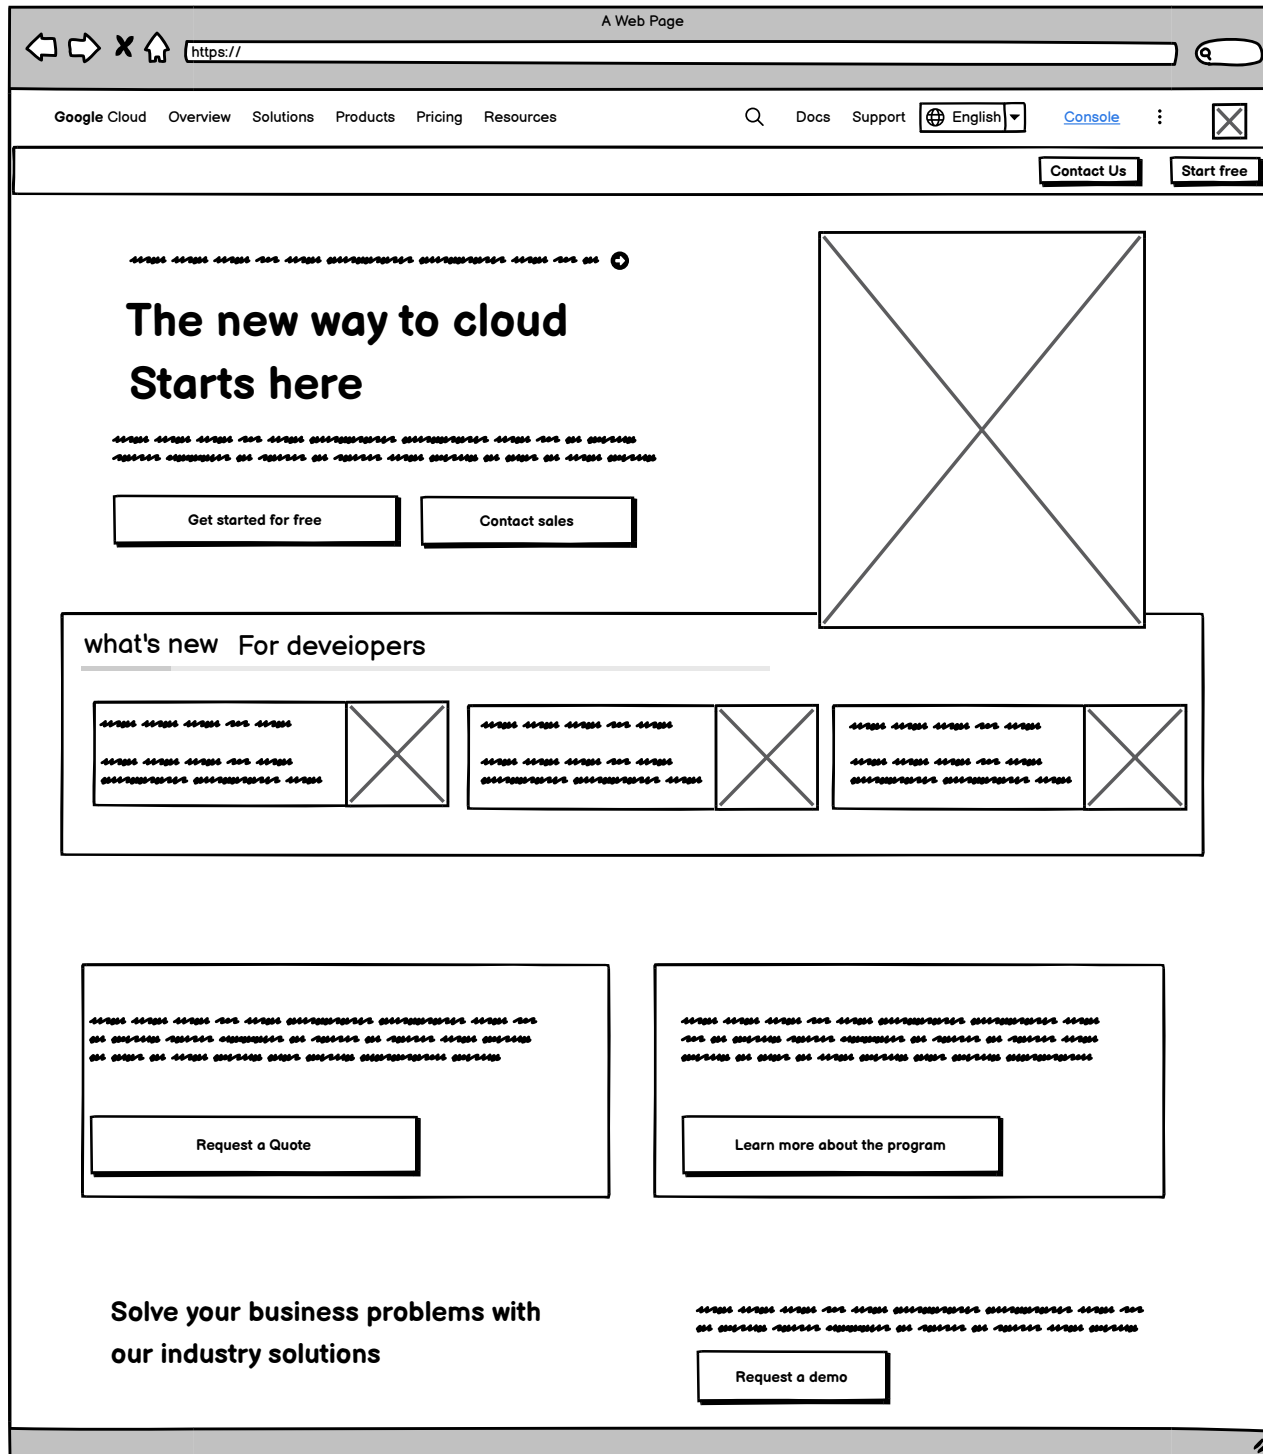 A Web Page
https://
Google Cloud Overview Solutions Products Pricing Resources Docs Support English Console
Contact Us Start free
The new way to cloud
Starts here
Get started for free Contact sales
what's new For deveiopers
Request a Quote Learn more about the program
Solve your business problems with
our industry solutions
Request a demo